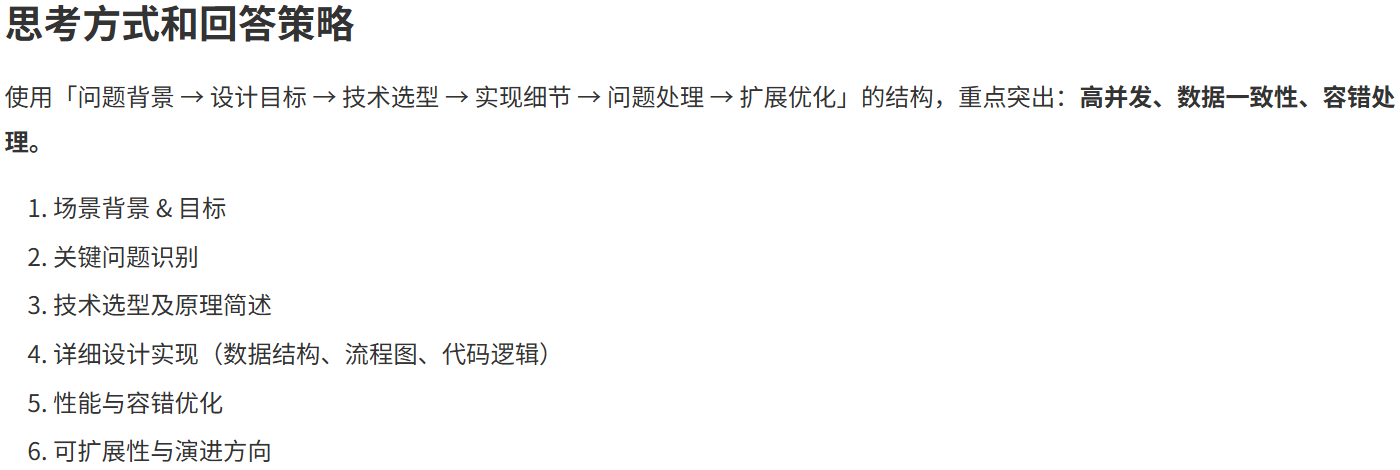 思考方式和回答策略
使用「问题背景 → 设计目标 → 技术选型 → 实现细节 → 问题处理 → 扩展优化」的结构，重点突出：高并发、数据一致性、容错处
理。
1. 场景背景 & 目标
2. 关键问题识别
3. 技术选型及原理简述
4. 详细设计实现（数据结构、流程图、代码逻辑）
5. 性能与容错优化
6. 可扩展性与演进方向